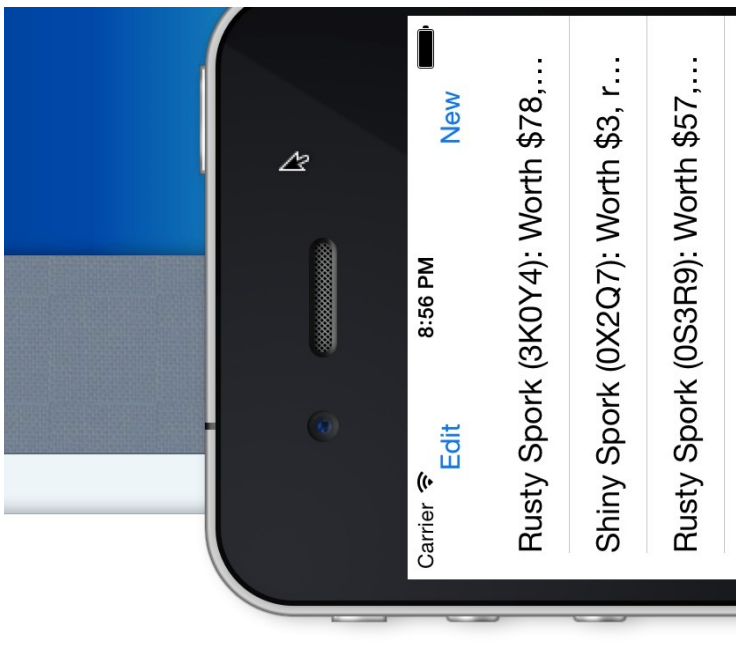 Carrier 8:56 PM
Edit New
Rusty Spork (3K0Y4): Worth $78,...
Shiny Spork (0X2Q7): Worth $3, r...
Rusty Spork (0S3R9): Worth $57,...